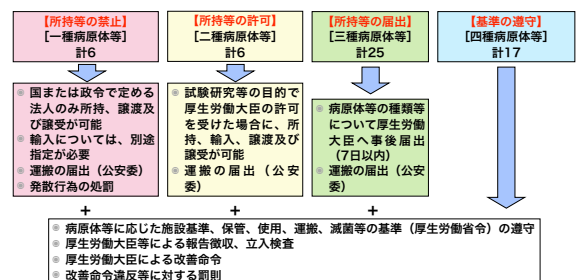 【所持等の禁止】
[一種病原体等]
計6
【所持等の許可】
[二種病原体等]
計6
【所持等の届出】
[三種病原体等]
計25
【基準の遵守】
[四種病原体等]
計17
◎ 国または政令で定める
法人のみ所持、譲渡及
び譲受が可能
◎ 輸入については、別途
指定が必要
◎ 運搬の届出（公安委）
◎ 発散行為の処罰
◎ 試験研究等の目的で
厚生労働大臣の許可
を受けた場合に、所
持、輸入、譲渡及び
譲受が可能
◎ 運搬の届出（公安
委）
◎ 病原体等の種類等
について厚生労働
大臣へ事後届出
（7日以内）
◎ 運搬の届出（公安
委）
+
+
+
◎ 病原体等に応じた施設基準、保管、使用、運搬、滅菌等の基準（厚生労働省令）の遵守
◎ 厚生労働大臣等による報告徴収、立入検査
◎ 厚生労働大臣による改善命令
◎ 改善命令違反等に対する罰則